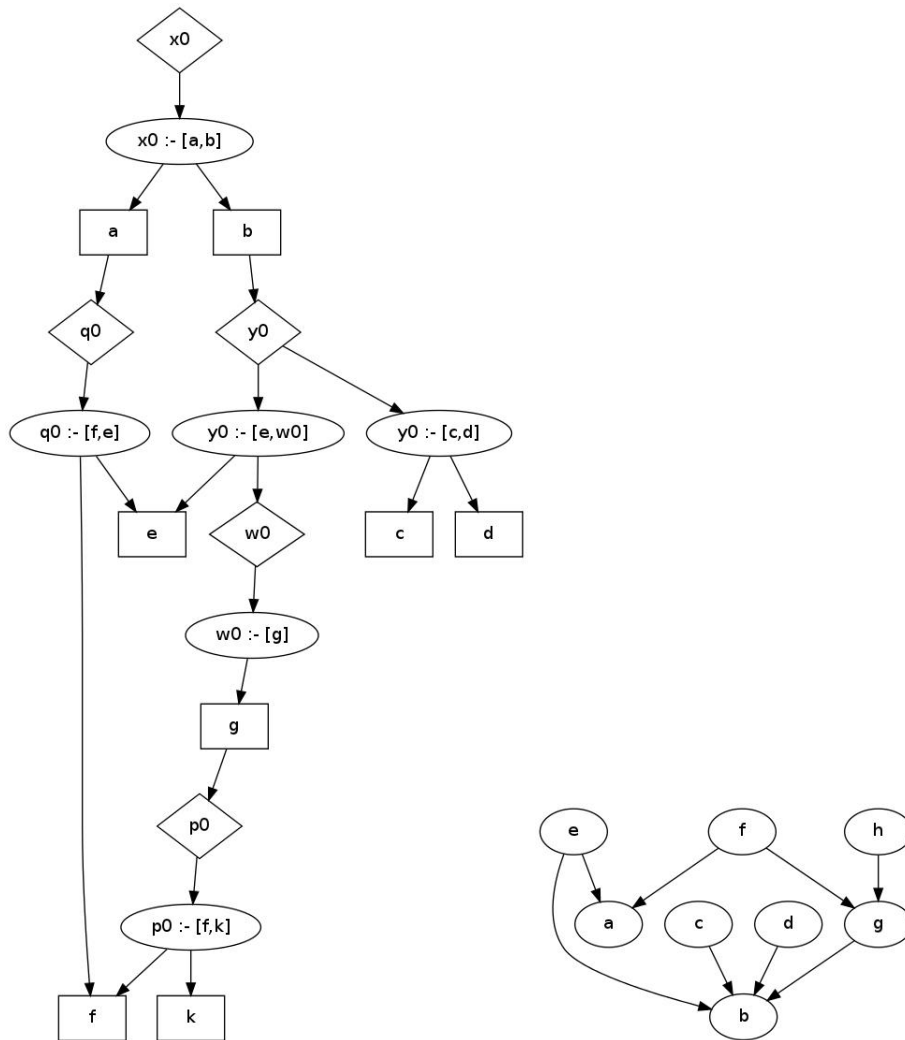 x0
x0 :- [a,b]
a
b
q0
y0
q0 :- [f,e]
y0 :- [e,w0]
y0 :- [c,d]
e
w0
c
d
w0 :- [g]
g
p0
p0 :- [f,k]
f
k
e
f
h
a
c
d
g
b